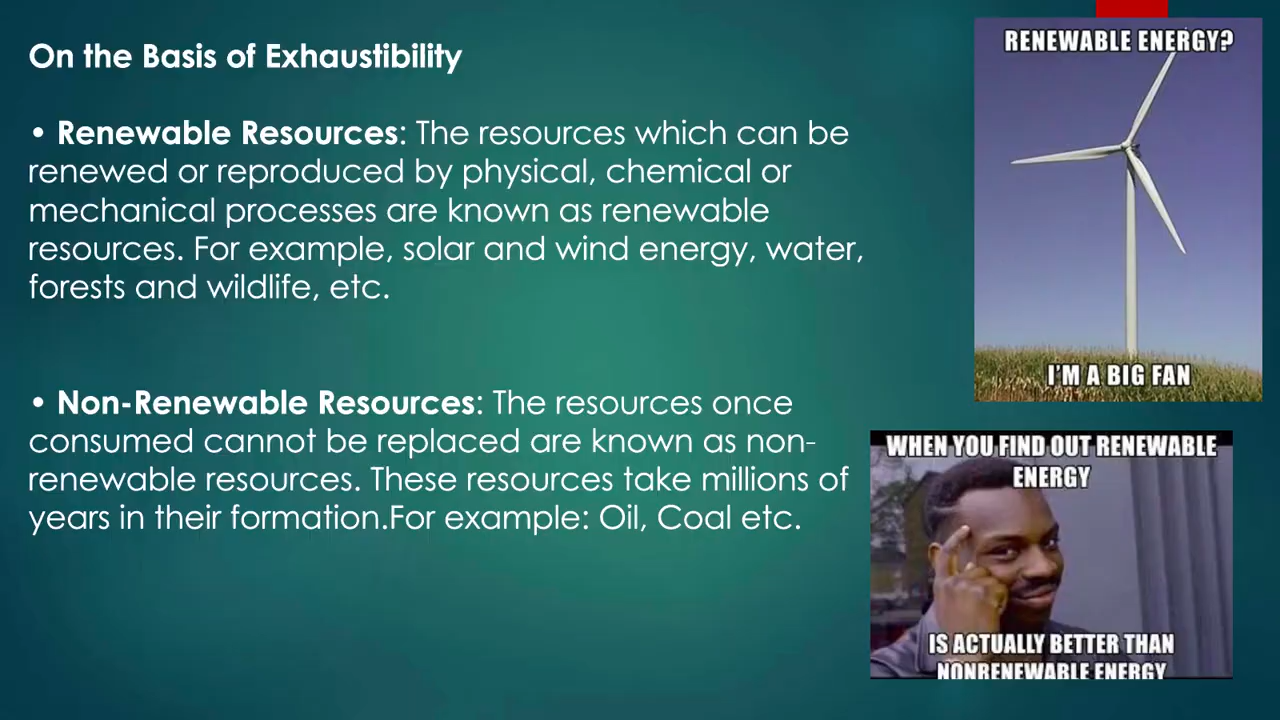 On the Basis of Exhaustibility
• Renewable Resources: The resources which can be
renewed or reproduced by physical, chemical or
mechanical processes are known as renewable
resources. For example, solar and wind energy, water,
forests and wildlife, etc.
• Non-Renewable Resources: The resources once
consumed cannot be replaced are known as non-
renewable resources. These resources take millions of
years in their formation.For example: Oil, Coal etc.
RENEWABLE ENERGY?
I'M A BIG FAN
WHEN YOU FIND OUT RENEWABLE
ENERGY
IS ACTUALLY BETTER THAN
NONRENEWABLE ENERGY